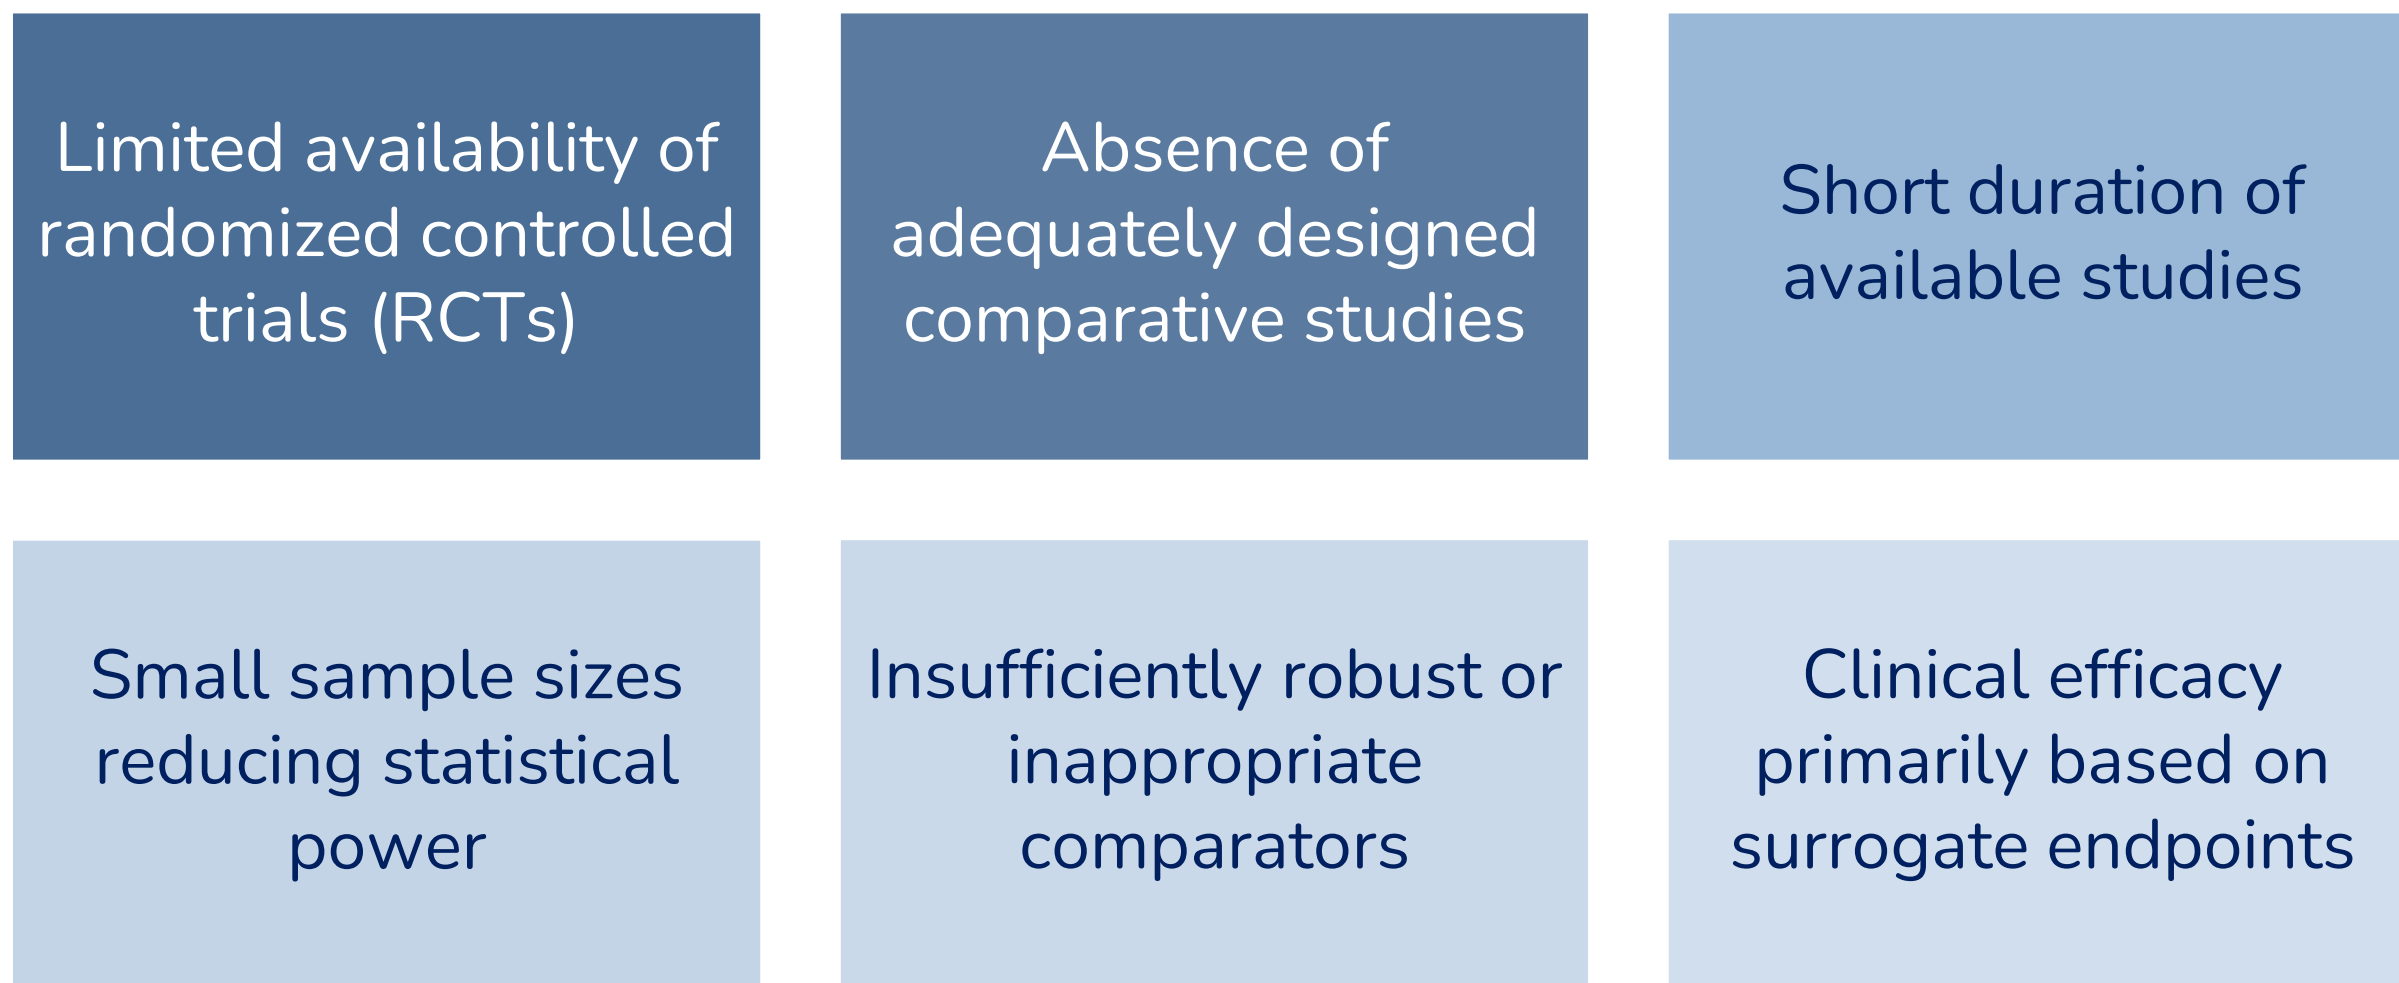 Limited availability of
randomized controlled
trials (RCTs)
Absence of
adequately designed
comparative studies
Short duration of
available studies
Small sample sizes
reducing statistical
power
Insufficiently robust or
inappropriate
comparators
Clinical efficacy
primarily based on
surrogate endpoints